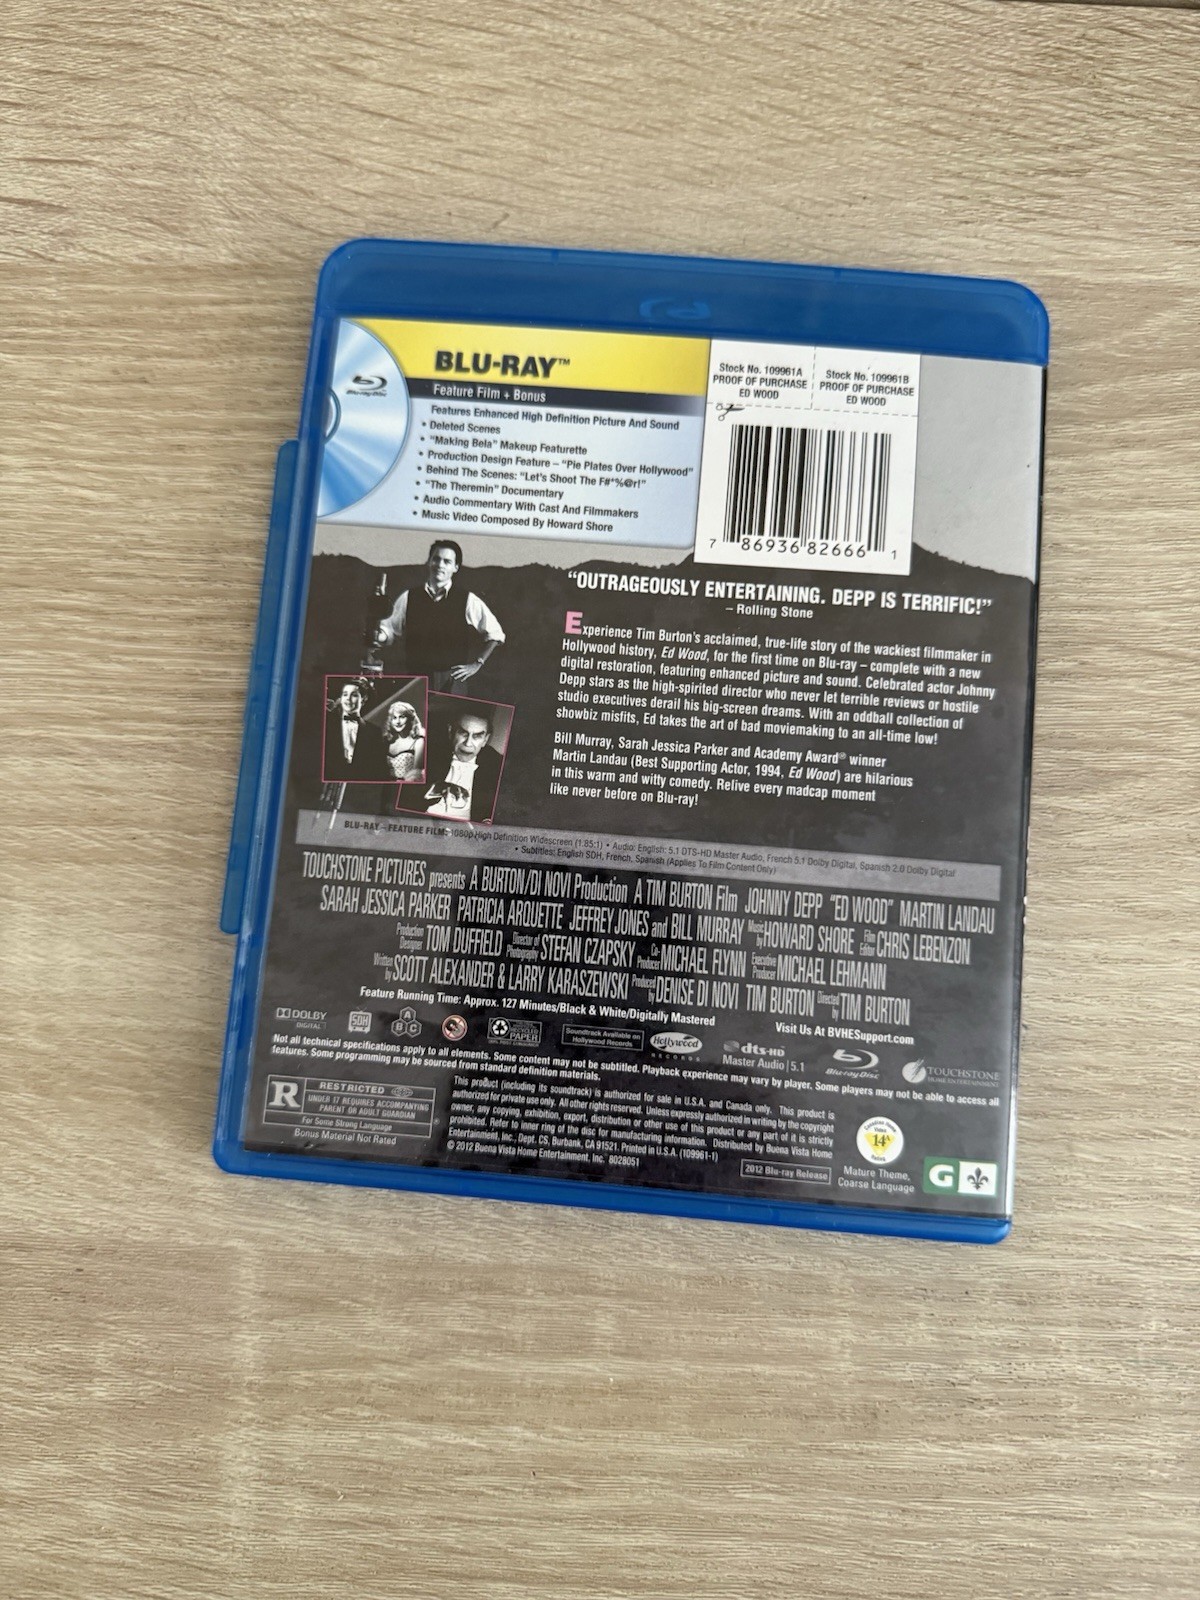 BLU-RAY™
Feature Film + Bonus
Features Enhanced High Definition Picture And Sound
• Deleted Scenes
• "Making Bela" Makeup Featurette
• Production Design Feature – "Pie Plates Over Hollywood"
• Behind The Scenes: "Let's Shoot The F#*%@r!"
• "The Theremin" Documentary
• Audio Commentary With Cast And Filmmakers
• Music Video Composed By Howard Shore
Blu-ray Disc
Stock No. 109961A
PROOF OF PURCHASE
ED WOOD
Stock No. 109961B
PROOF OF PURCHASE
ED WOOD
7 86936 82666 1
"OUTRAGEOUSLY ENTERTAINING. DEPP IS TERRIFIC!"
– Rolling Stone
Experience Tim Burton's acclaimed, true-life story of the wackiest filmmaker in
Hollywood history, Ed Wood, for the first time on Blu-ray – complete with a new
digital restoration, featuring enhanced picture and sound. Celebrated actor Johnny
Depp stars as the high-spirited director who never let terrible reviews or hostile
studio executives derail his big-screen dreams. With an oddball collection of
showbiz misfits, Ed takes the art of bad moviemaking to an all-time low!
Bill Murray, Sarah Jessica Parker and Academy Award® winner
Martin Landau (Best Supporting Actor, 1994, Ed Wood) are hilarious
in this warm and witty comedy. Relive every madcap moment
like never before on Blu-ray!
BLU-RAY – FEATURE FILM: 1080p High Definition Widescreen (1.85:1) • Audio: English: 5.1 DTS-HD Master Audio, French 5.1 Dolby Digital, Spanish 2.0 Dolby Digital
• Subtitles: English SDH, French, Spanish (Applies To Film Content Only)
TOUCHSTONE PICTURES presents A BURTON/DI NOVI Production A TIM BURTON Film JOHNNY DEPP "ED WOOD" MARTIN LANDAU
SARAH JESSICA PARKER PATRICIA ARQUETTE JEFFREY JONES and BILL MURRAY Music by HOWARD SHORE Film Editor CHRIS LEBENZON
Production Designer TOM DUFFIELD Director of Photography STEFAN CZAPSKY Co-Producer MICHAEL FLYNN Executive Producer MICHAEL LEHMANN
Written by SCOTT ALEXANDER & LARRY KARASZEWSKI Produced by DENISE DI NOVI TIM BURTON Directed by TIM BURTON
Feature Running Time: Approx. 127 Minutes/Black & White/Digitally Mastered
Visit Us At BVHESupport.com
DOLBY
DIGITAL
SDH
A
B C
RECYCLED
PAPER
Soundtrack Available on
Hollywood Records
Hollywood
RECORDS
dts-HD
Master Audio | 5.1
Blu-ray Disc
TOUCHSTONE
HOME ENTERTAINMENT
Not all technical specifications apply to all elements. Some content may not be subtitled. Playback experience may vary by player. Some players may not be able to access all
features. Some programming may be sourced from standard definition materials.
R
RESTRICTED
UNDER 17 REQUIRES ACCOMPANYING
PARENT OR ADULT GUARDIAN
For Some Strong Language
Bonus Material Not Rated
This product (including its soundtrack) is authorized for sale in U.S.A. and Canada only. This product is
authorized for private use only. All other rights reserved. Unless expressly authorized in writing by the copyright
owner, any copying, exhibition, export, distribution or other use of this product or any part of it is strictly
prohibited. Refer to inner ring of the disc for manufacturing information. Distributed by Buena Vista Home
Entertainment, Inc., Dept. CS, Burbank, CA 91521. Printed in U.S.A. (109961-1)
© 2012 Buena Vista Home Entertainment, Inc. 8028051
2012 Blu-ray Release
Canadian Home
Video
14A
Rating
Mature Theme,
Coarse Language
G